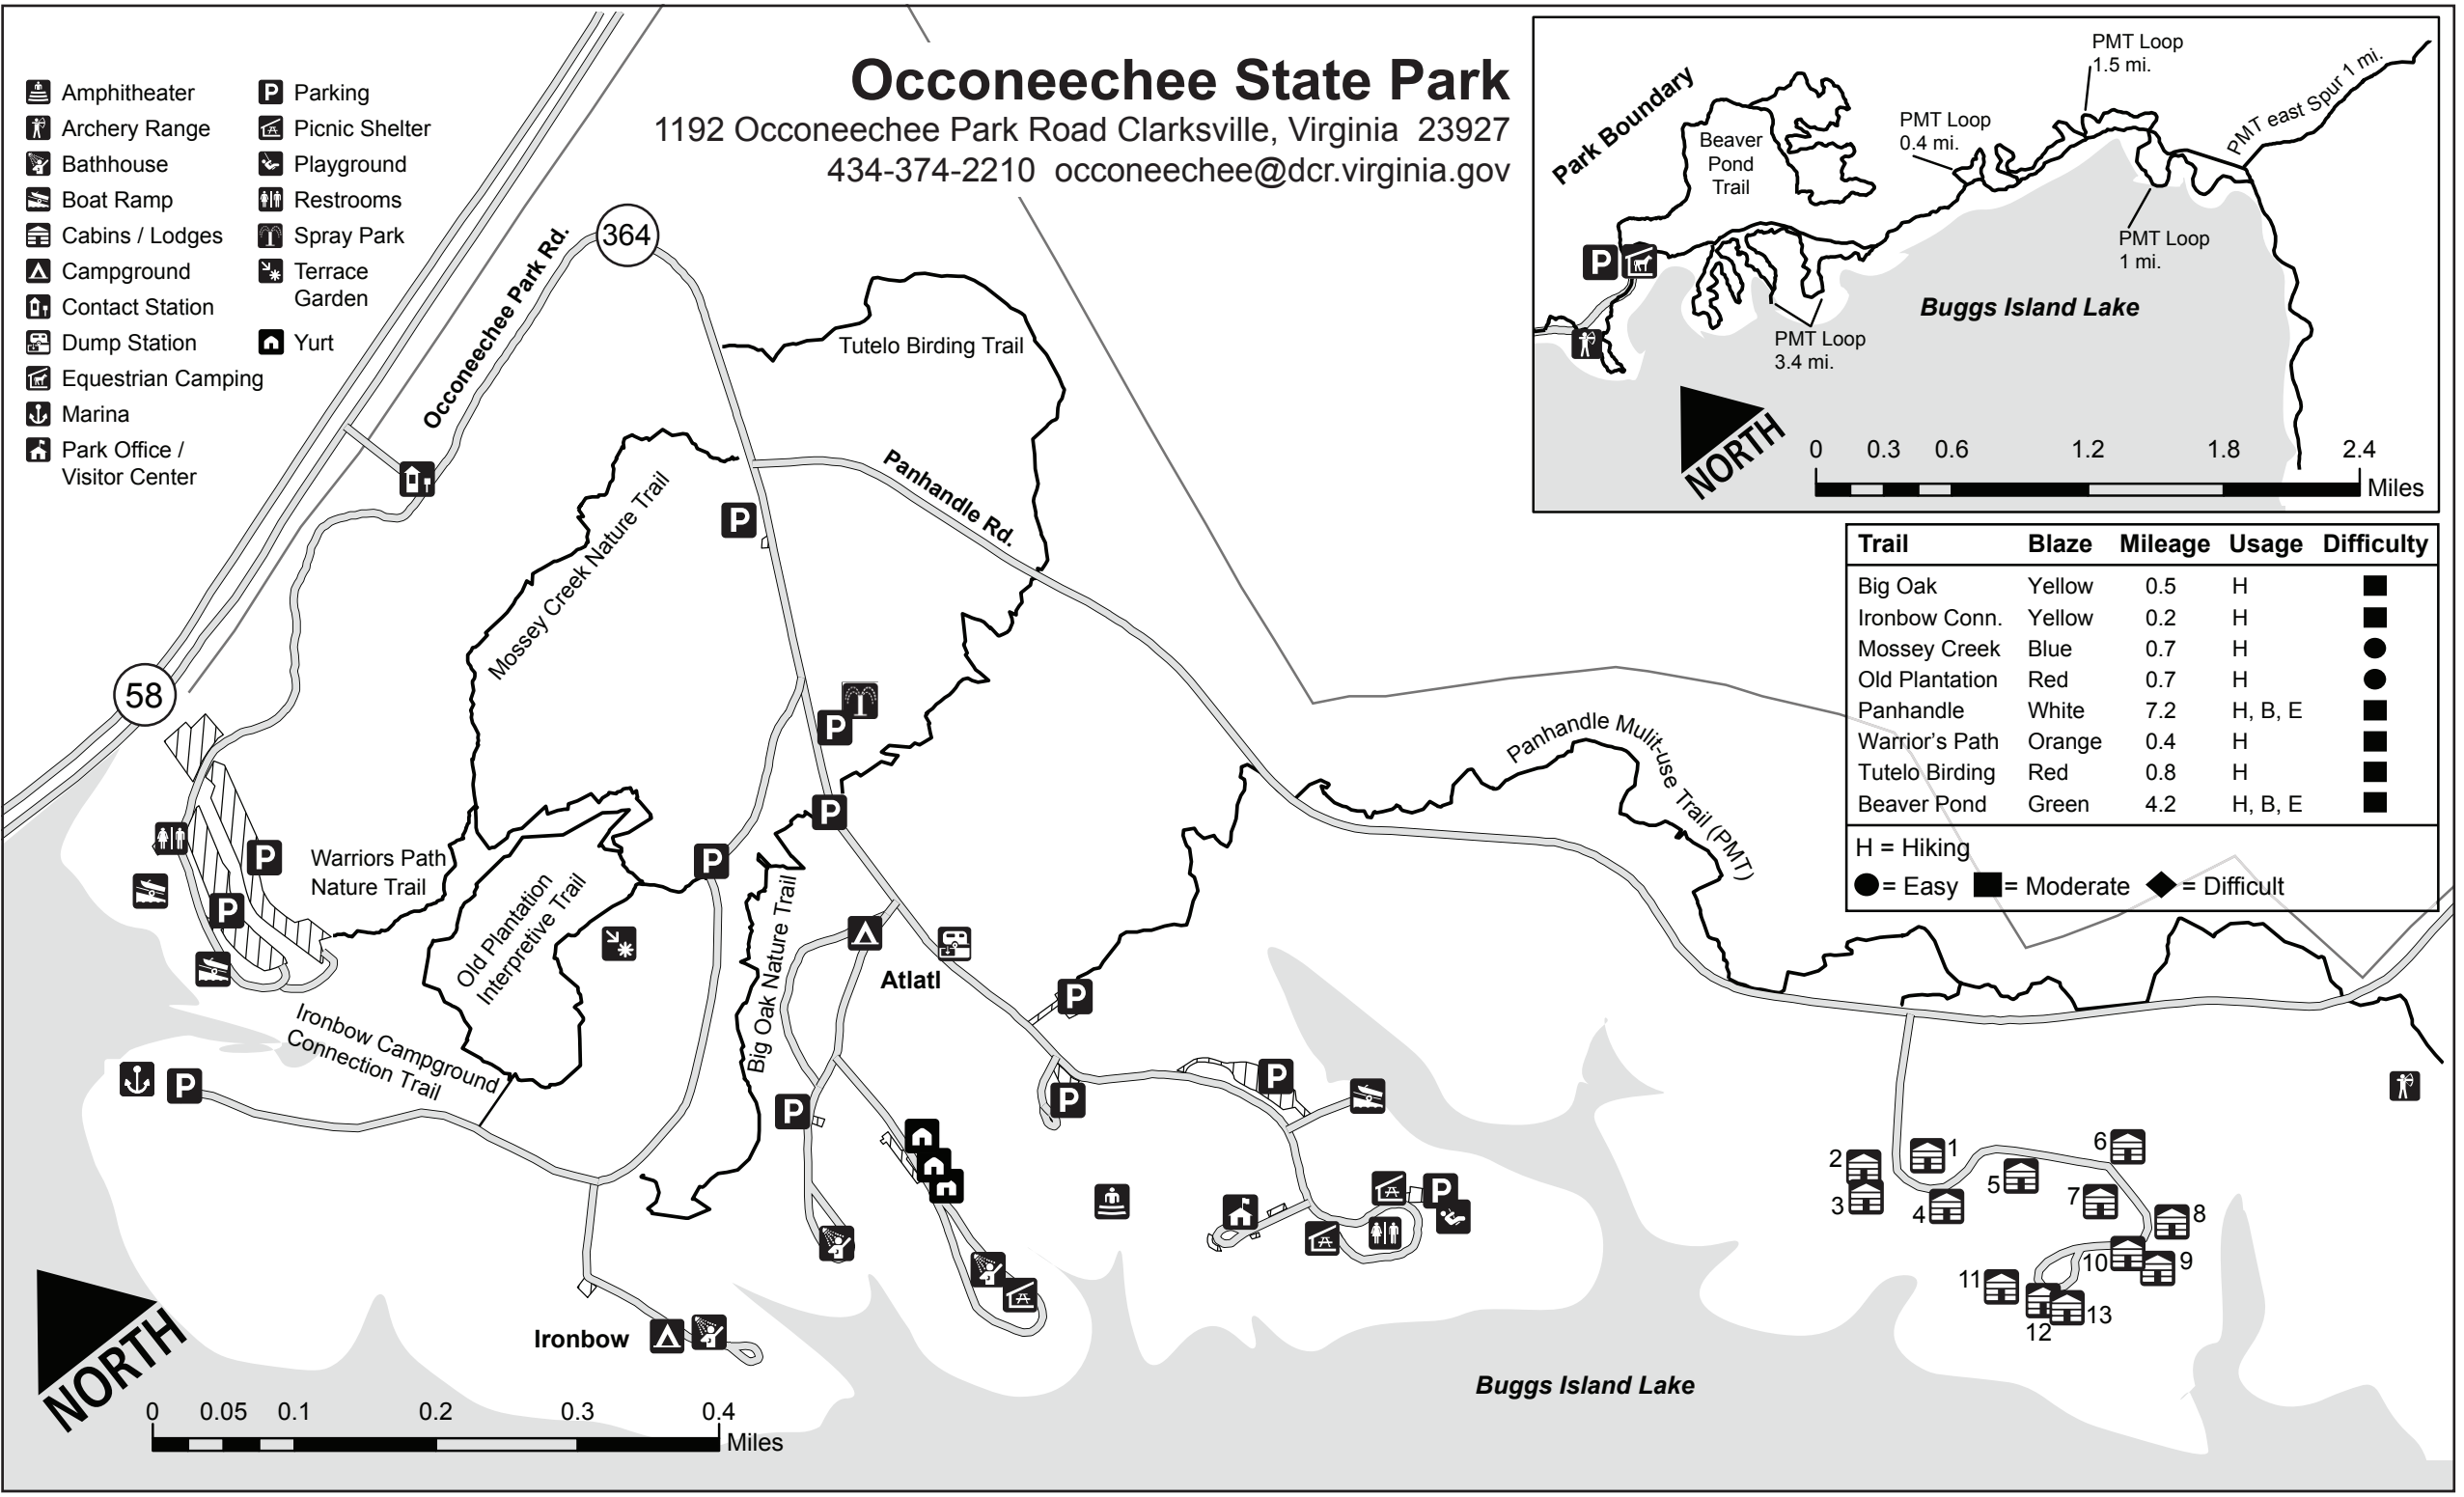 Occoneechee State Park
1192 Occoneechee Park Road Clarksville, Virginia 23927
434-374-2210 occoneechee@dcr.virginia.gov
Amphitheater
Archery Range
Bathhouse
Boat Ramp
Cabins / Lodges
Campground
Contact Station
Dump Station
Equestrian Camping
Marina
Park Office /
Visitor Center
P Parking
Picnic Shelter
Playground
Restrooms
Spray Park
Terrace
Garden
Yurt
364
Occoneechee Park Rd.
58
Tutelo Birding Trail
Panhandle Rd.
Mossey Creek Nature Trail
P
P
P
P
P
P
Warriors Path
Nature Trail
Old Plantation
Interpretive Trail
Big Oak Nature Trail
Atlatl
Ironbow Campground
Connection Trail
P
P
P
P
P
P
Panhandle Mulit-use Trail (PMT)
Ironbow
Buggs Island Lake
1
2
3
4
5
6
7
8
9
10
11
12
13
NORTH
0 0.05 0.1 0.2 0.3 0.4
Miles
Park Boundary
Beaver
Pond
Trail
PMT Loop
0.4 mi.
PMT Loop
1.5 mi.
PMT east Spur 1 mi.
PMT Loop
1 mi.
PMT Loop
3.4 mi.
P
Buggs Island Lake
NORTH
0 0.3 0.6 1.2 1.8 2.4
Miles
Trail Blaze Mileage Usage Difficulty
Big Oak Yellow 0.5 H
Ironbow Conn. Yellow 0.2 H
Mossey Creek Blue 0.7 H
Old Plantation Red 0.7 H
Panhandle White 7.2 H, B, E
Warrior's Path Orange 0.4 H
Tutelo Birding Red 0.8 H
Beaver Pond Green 4.2 H, B, E
H = Hiking
= Easy = Moderate = Difficult